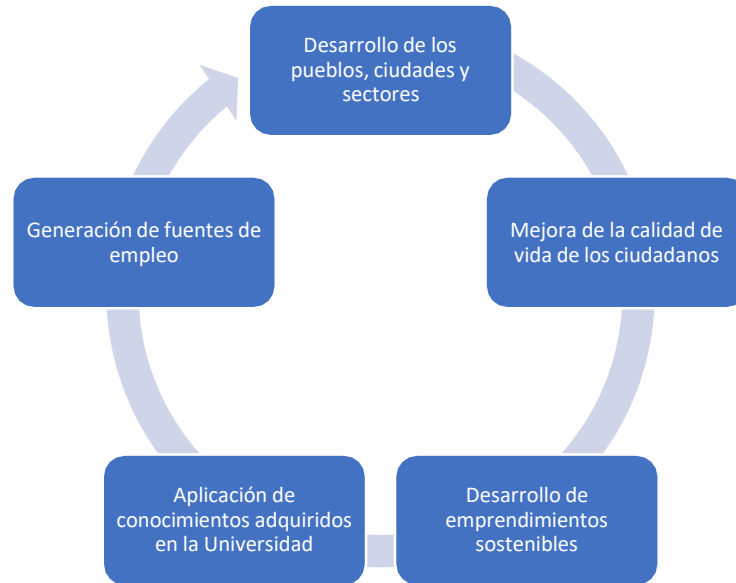 Desarrollo de los
pueblos, ciudades y
sectores
Mejora de la calidad de
vida de los ciudadanos
Desarrollo de
emprendimientos
sostenibles
Aplicación de
conocimientos adquiridos
en la Universidad
Generación de fuentes de
empleo